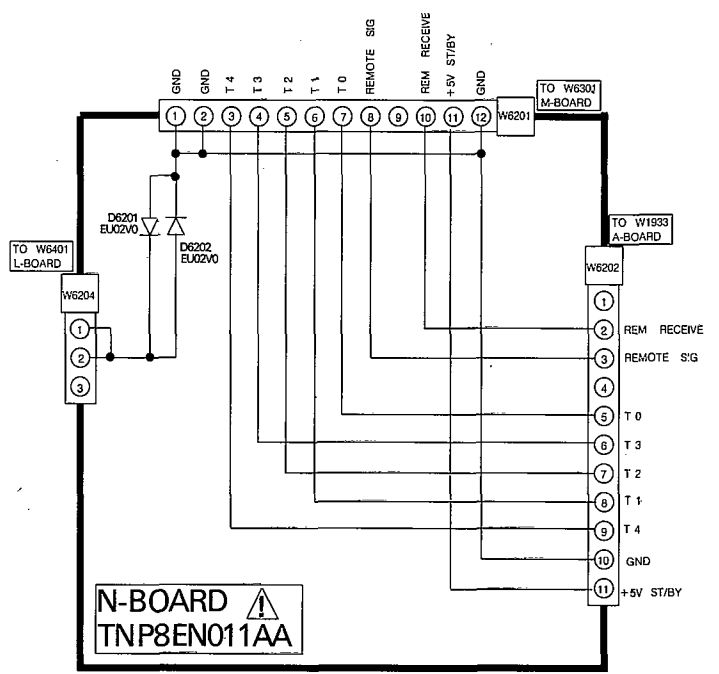 GND
GND
T 4
T 3
T 2
T 1
T 0
REMOTE SIG
REM RECEIVE
+5V ST/BY
GND
1 2 3 4 5 6 7 8 9 10 11 12
W6201
TO W6301
M-BOARD
TO W1933
A-BOARD
W6202
1
2 REM RECEIVE
3 REMOTE SIG
4
5 T 0
6 T 3
7 T 2
8 T 1
9 T 4
10 GND
11 +5V ST/BY
D6201
EU02V0
D6202
EU02V0
TO W6401
L-BOARD
W6204
1
2
3
N-BOARD
TNP8EN011AA